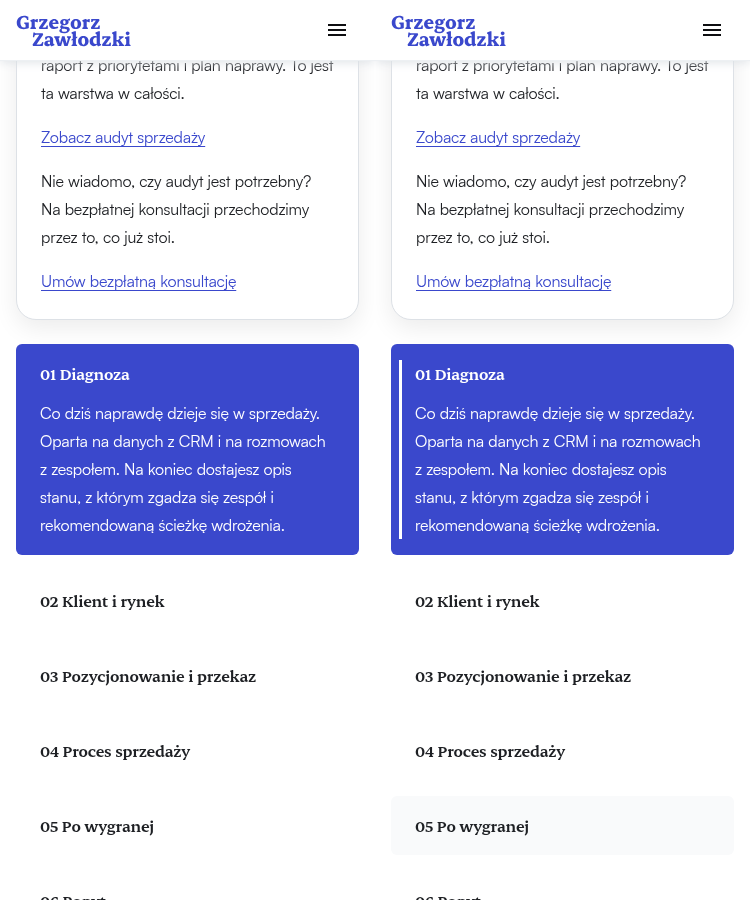 Grzegorz
Zawłodzki
raport z priorytetami i plan naprawy. To jest
ta warstwa w całości.
Zobacz audyt sprzedaży
Nie wiadomo, czy audyt jest potrzebny?
Na bezpłatnej konsultacji przechodzimy
przez to, co już stoi.
Umów bezpłatną konsultację
01 Diagnoza
Co dziś naprawdę dzieje się w sprzedaży.
Oparta na danych z CRM i na rozmowach
z zespołem. Na koniec dostajesz opis
stanu, z którym zgadza się zespół i
rekomendowaną ścieżkę wdrożenia.
02 Klient i rynek
03 Pozycjonowanie i przekaz
04 Proces sprzedaży
05 Po wygranej
Grzegorz
Zawłodzki
raport z priorytetami i plan naprawy. To jest
ta warstwa w całości.
Zobacz audyt sprzedaży
Nie wiadomo, czy audyt jest potrzebny?
Na bezpłatnej konsultacji przechodzimy
przez to, co już stoi.
Umów bezpłatną konsultację
01 Diagnoza
Co dziś naprawdę dzieje się w sprzedaży.
Oparta na danych z CRM i na rozmowach
z zespołem. Na koniec dostajesz opis
stanu, z którym zgadza się zespół i
rekomendowaną ścieżkę wdrożenia.
02 Klient i rynek
03 Pozycjonowanie i przekaz
04 Proces sprzedaży
05 Po wygranej